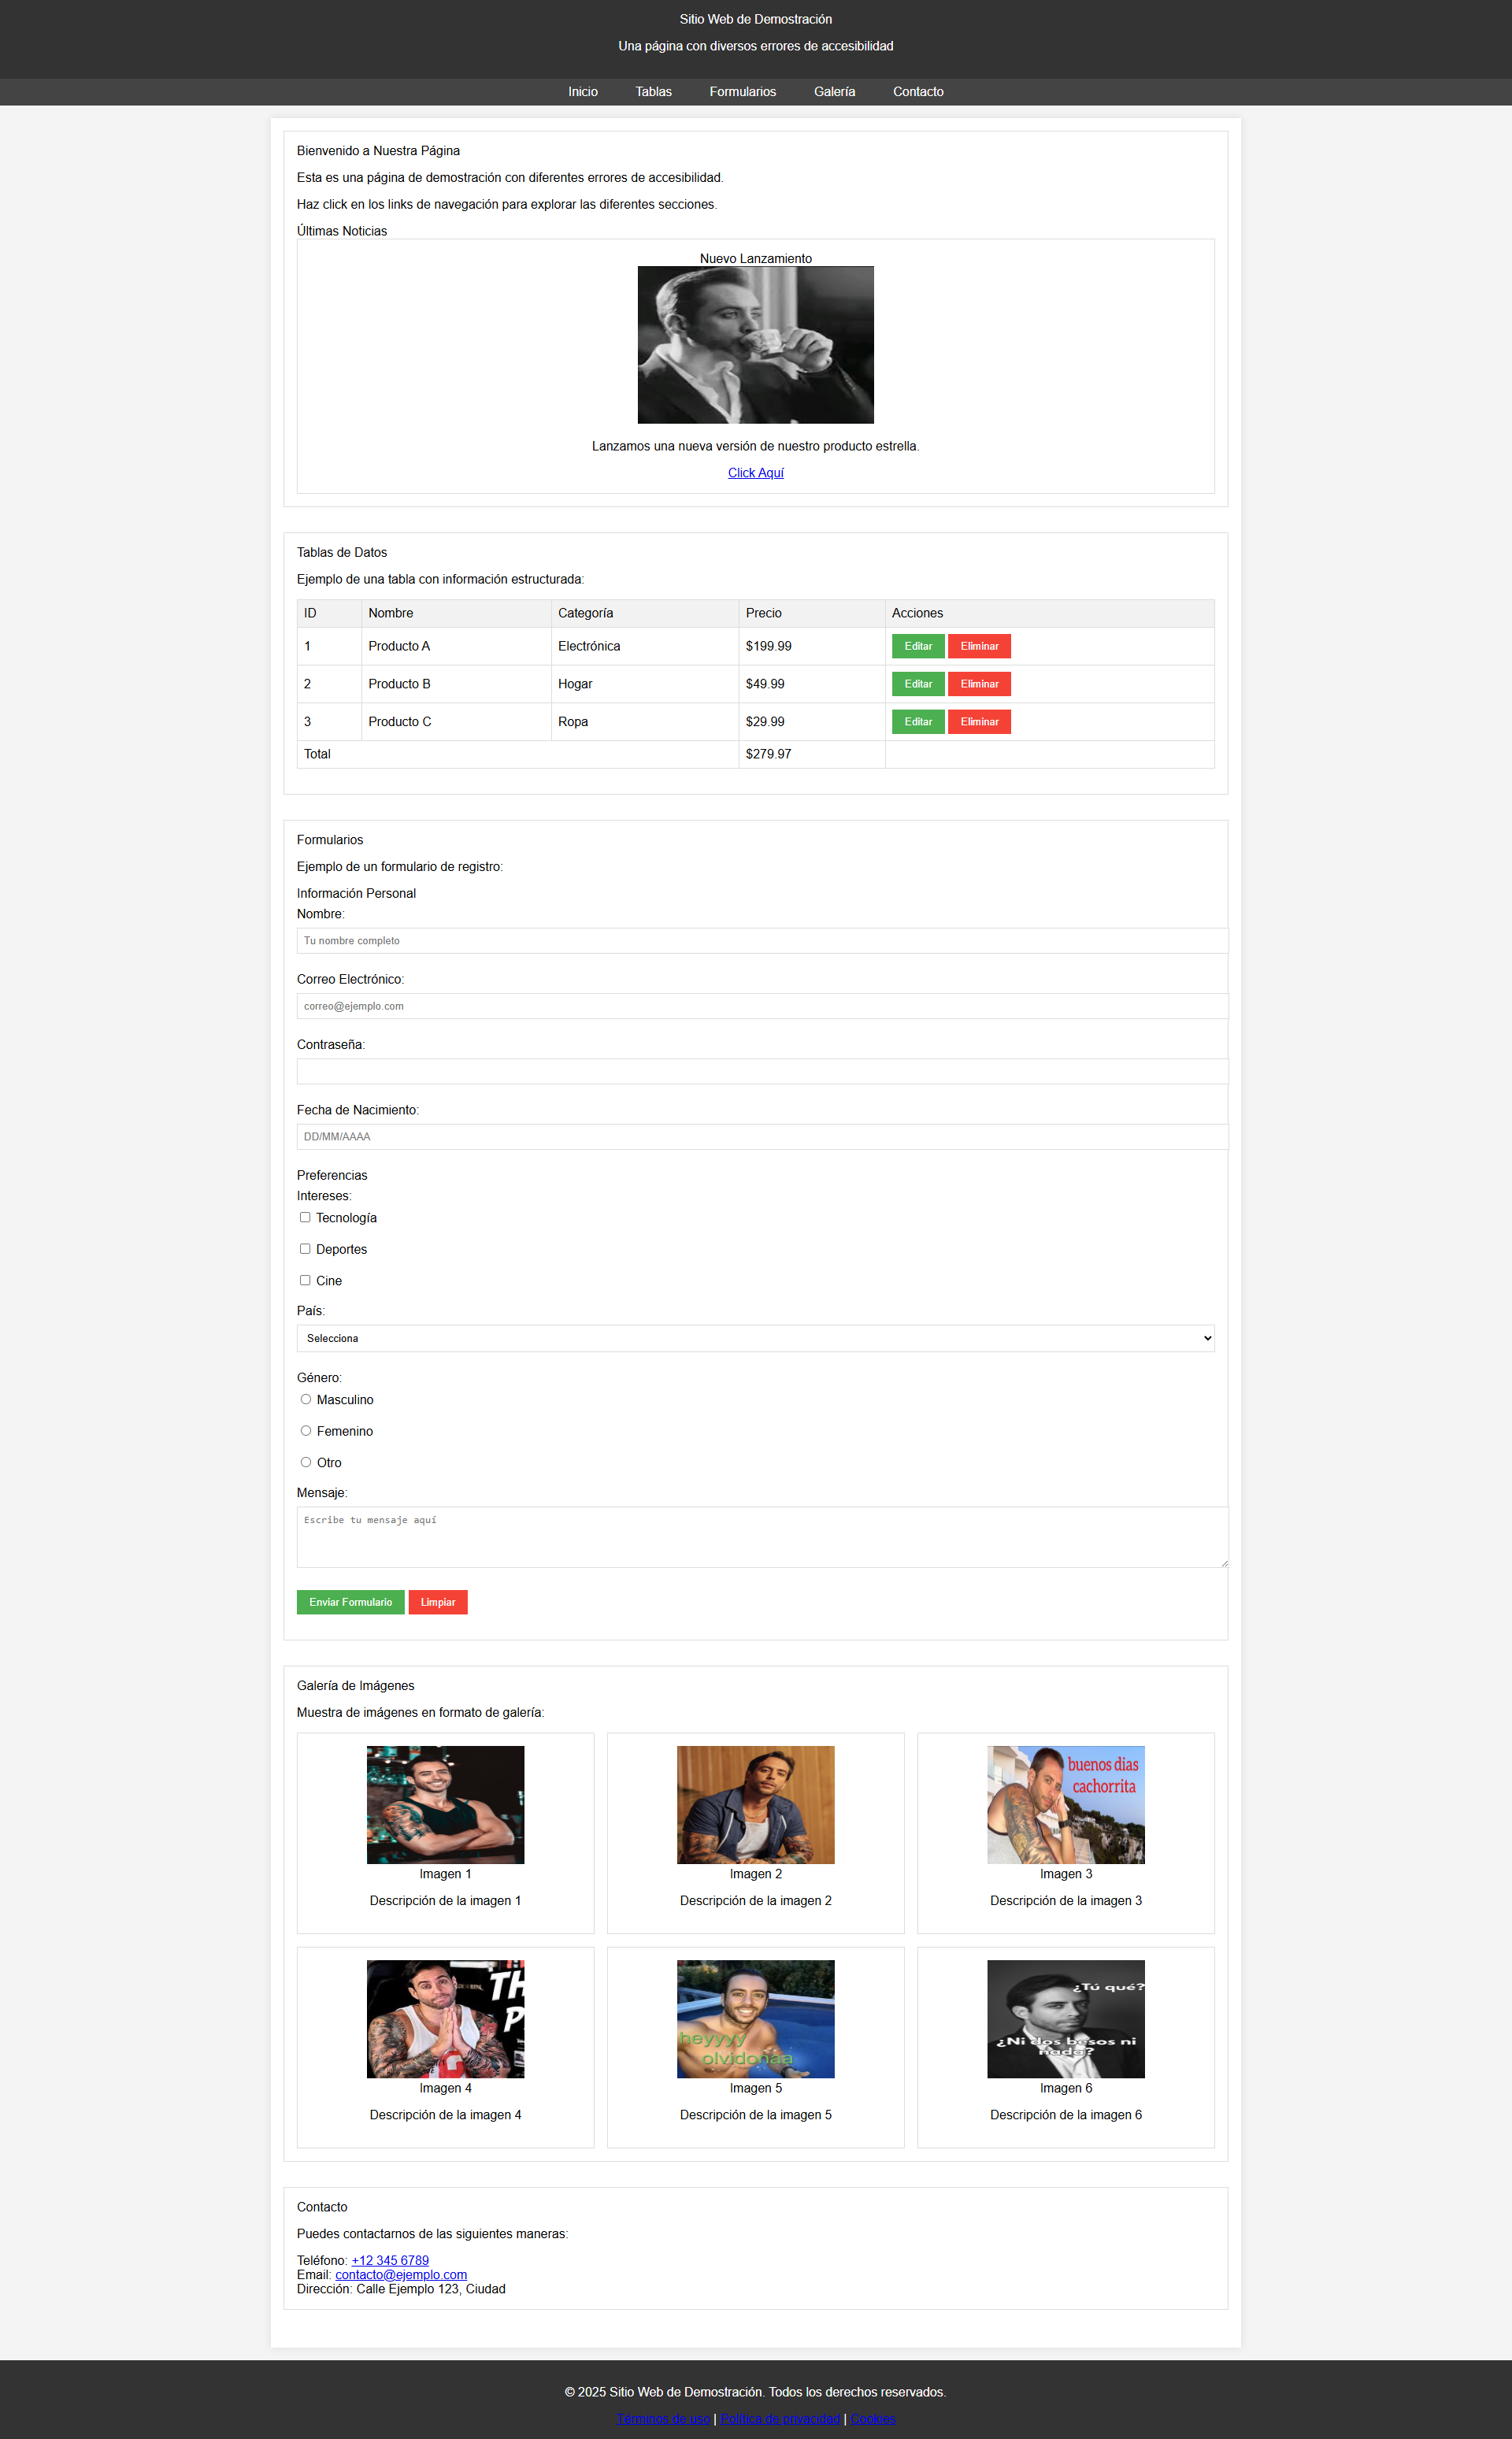 Sitio Web de Demostración
Una página con diversos errores de accesibilidad
Inicio Tablas Formularios Galería Contacto
Bienvenido a Nuestra Página
Esta es una página de demostración con diferentes errores de accesibilidad.
Haz click en los links de navegación para explorar las diferentes secciones.
Últimas Noticias
Nuevo Lanzamiento
Lanzamos una nueva versión de nuestro producto estrella.
Click Aquí
Tablas de Datos
Ejemplo de una tabla con información estructurada:
ID Nombre Categoría Precio Acciones
1 Producto A Electrónica $199.99 Editar Eliminar
2 Producto B Hogar $49.99 Editar Eliminar
3 Producto C Ropa $29.99 Editar Eliminar
Total $279.97
Formularios
Ejemplo de un formulario de registro:
Información Personal
Nombre:
Tu nombre completo
Correo Electrónico:
correo@ejemplo.com
Contraseña:
Fecha de Nacimiento:
DD/MM/AAAA
Preferencias
Intereses:
Tecnología
Deportes
Cine
País:
Selecciona
Género:
Masculino
Femenino
Otro
Mensaje:
Escribe tu mensaje aquí
Enviar Formulario Limpiar
Galería de Imágenes
Muestra de imágenes en formato de galería:
buenos dias
cachorrita
Imagen 1 Imagen 2 Imagen 3
Descripción de la imagen 1 Descripción de la imagen 2 Descripción de la imagen 3
TH
P
heyyyy
olvidonaa
¿Tú qué?
¿Ni dos besos ni
nada?
Imagen 4 Imagen 5 Imagen 6
Descripción de la imagen 4 Descripción de la imagen 5 Descripción de la imagen 6
Contacto
Puedes contactarnos de las siguientes maneras:
Teléfono: +12 345 6789
Email: contacto@ejemplo.com
Dirección: Calle Ejemplo 123, Ciudad
© 2025 Sitio Web de Demostración. Todos los derechos reservados.
Términos de uso | Política de privacidad | Cookies